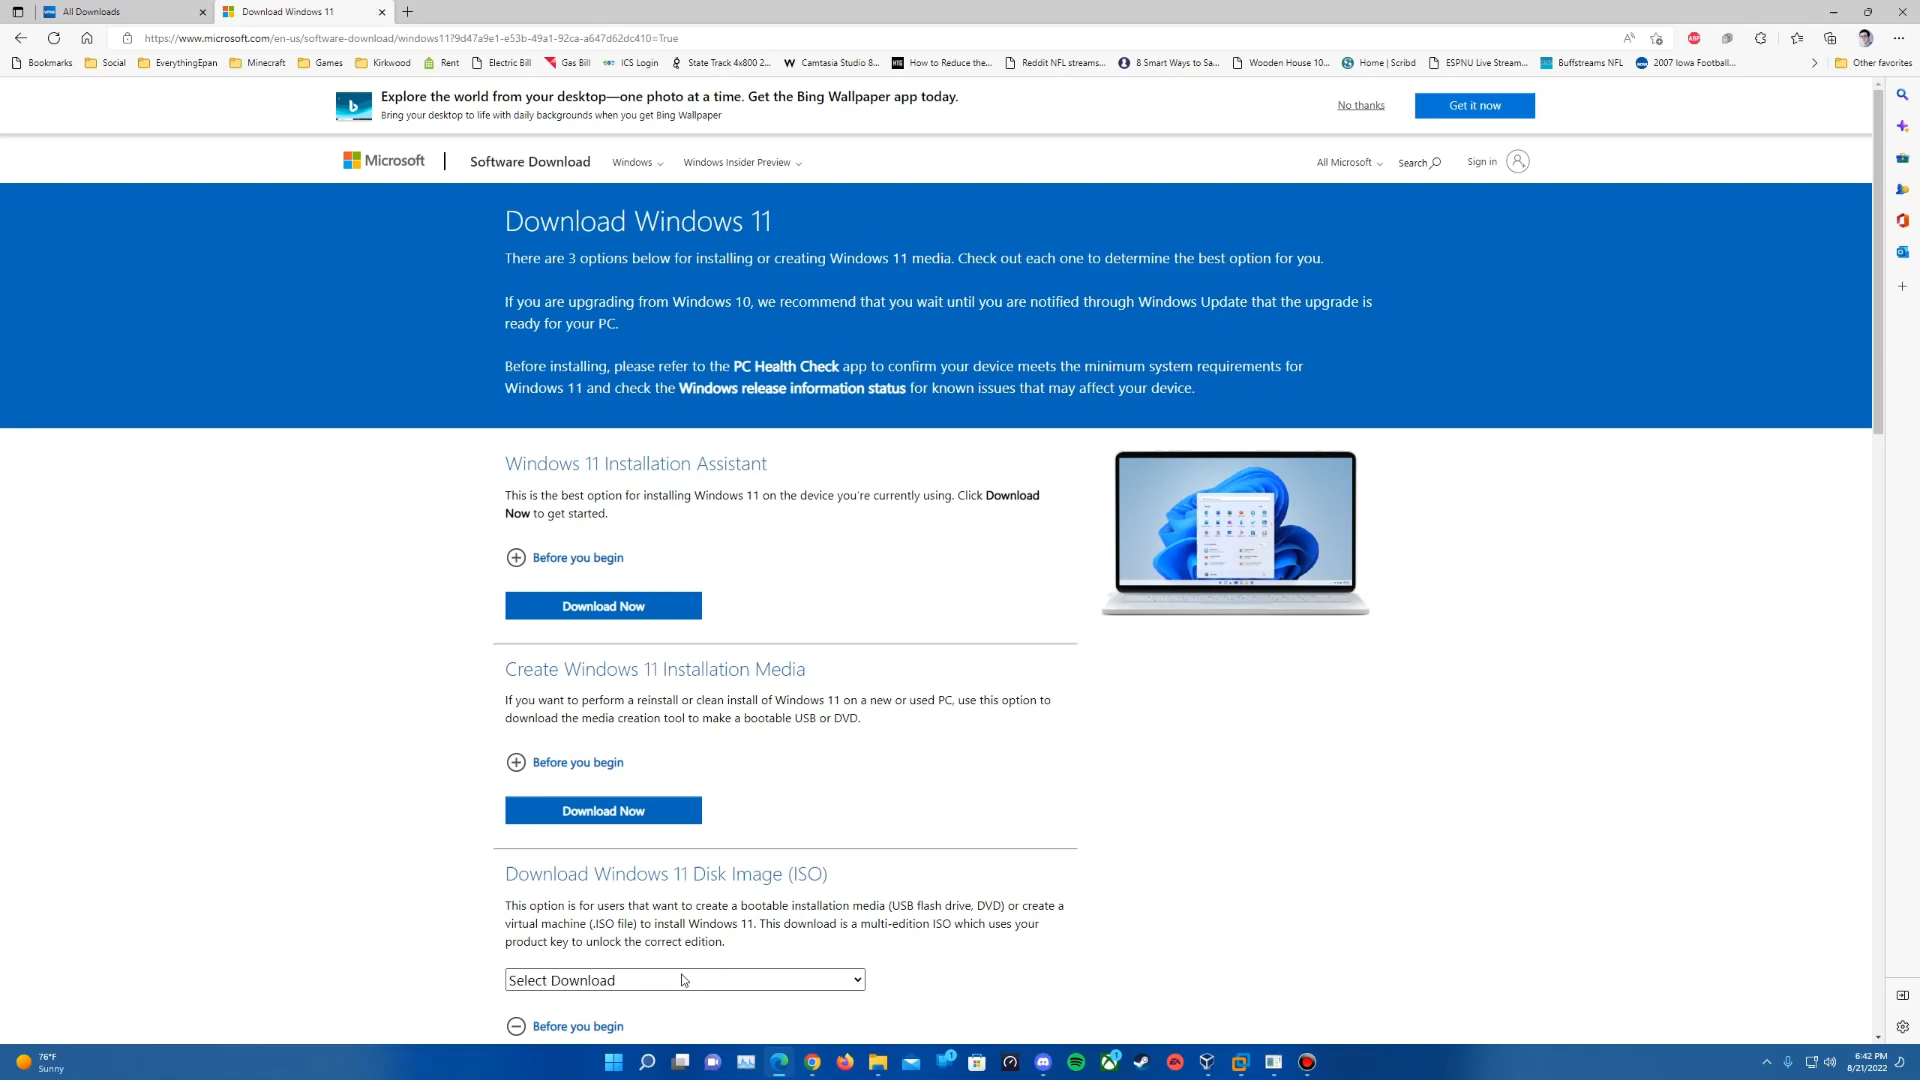 All Downloads
Download Windows 11
https://www.microsoft.com/en-us/software-download/windows11?9d47a9e1-e53b-49a1-92ca-a647d62dc410=True
Bookmarks Social EverythingEpan Minecraft Games Kirkwood Rent Electric Bill Gas Bill ICS Login State Track 4x800 2... Camtasia Studio 8... How to Reduce the... Reddit NFL streams... 8 Smart Ways to Sa... Wooden House 10... Home | Scribd ESPNU Live Stream... Buffstreams NFL 2007 Iowa Football... Other favorites
Explore the world from your desktop—one photo at a time. Get the Bing Wallpaper app today.
Bring your desktop to life with daily backgrounds when you get Bing Wallpaper
No thanks
Get it now
Microsoft Software Download Windows Windows Insider Preview All Microsoft Search Sign in
Download Windows 11
There are 3 options below for installing or creating Windows 11 media. Check out each one to determine the best option for you.
If you are upgrading from Windows 10, we recommend that you wait until you are notified through Windows Update that the upgrade is
ready for your PC.
Before installing, please refer to the PC Health Check app to confirm your device meets the minimum system requirements for
Windows 11 and check the Windows release information status for known issues that may affect your device.
Windows 11 Installation Assistant
This is the best option for installing Windows 11 on the device you're currently using. Click Download
Now to get started.
Before you begin
Download Now
Create Windows 11 Installation Media
If you want to perform a reinstall or clean install of Windows 11 on a new or used PC, use this option to
download the media creation tool to make a bootable USB or DVD.
Before you begin
Download Now
Download Windows 11 Disk Image (ISO)
This option is for users that want to create a bootable installation media (USB flash drive, DVD) or create a
virtual machine (.ISO file) to install Windows 11. This download is a multi-edition ISO which uses your
product key to unlock the correct edition.
Select Download
Before you begin
76°F
Sunny
6:42 PM
8/21/2022